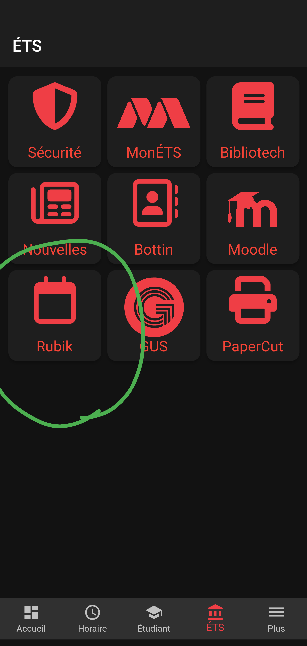 ÉTS
Sécurité MonÉTS Bibliotech
Nouvelles Bottin Moodle
Rubik GUS PaperCut
Accueil Horaire Étudiant ÉTS Plus